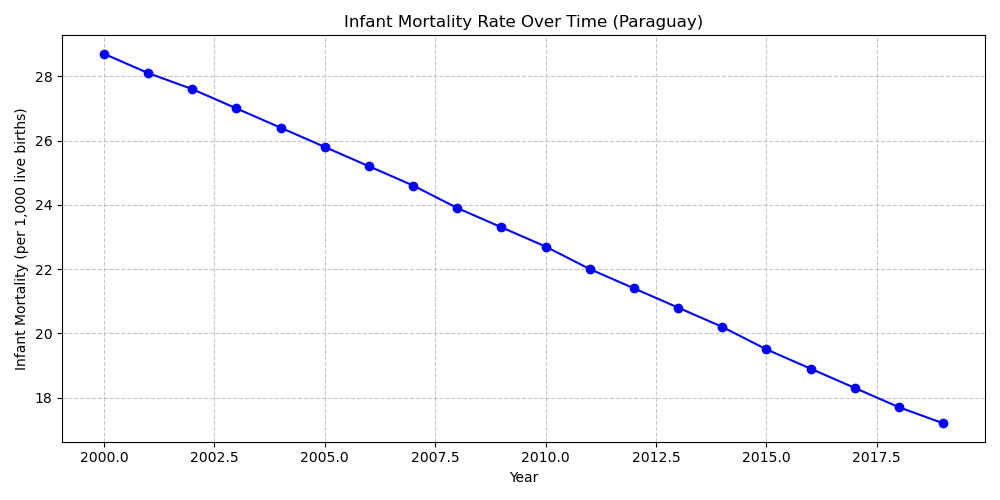 Infant Mortality Rate Over Time (Paraguay)
Infant Mortality (per 1,000 live births)
28
26
24
22
20
18
2000.0 2002.5 2005.0 2007.5 2010.0 2012.5 2015.0 2017.5
Year